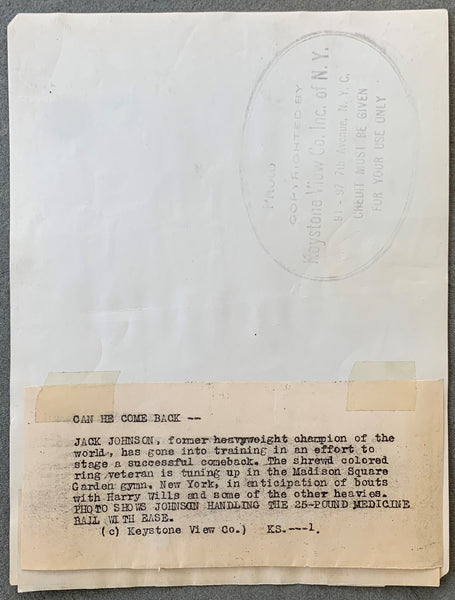 PHOTO
COPYRIGHTED BY
Keystone View Co. Inc. of N. Y.
91-97 7th Avenue, N. Y. C.
CREDIT MUST BE GIVEN
FOR YOUR USE ONLY
CAN HE COME BACK --
JACK JOHNSON, former heavyweight champion of the
world, has gone into training in an effort to
stage a successful comeback. The shrewd colored
ring veteran is tuning up in the Madison Square
Garden gymn. New York, in anticipation of bouts
with Harry Wills and some of the other heavies.
PHOTO SHOWS JOHNSON HANDLING THE 25-POUND MEDICINE
BALL WITH EASE.
(c) Keystone View Co.) KS.---1.